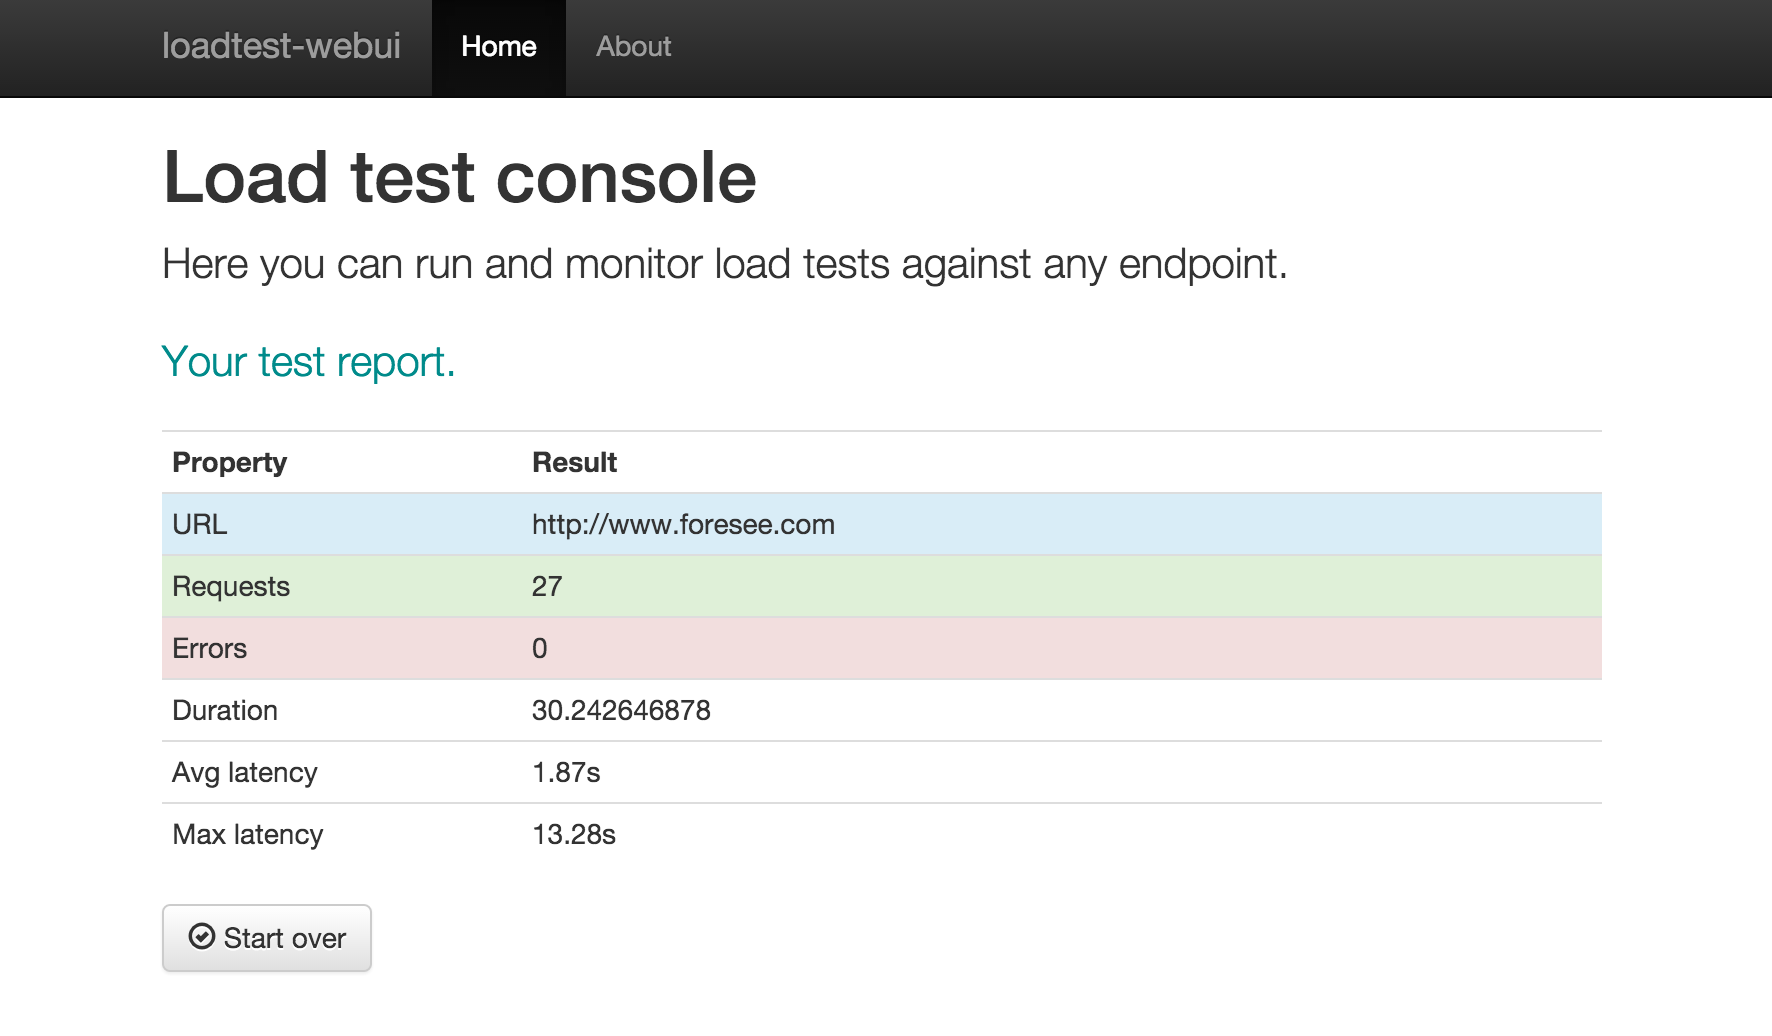 loadtest-webui Home About
Load test console
Here you can run and monitor load tests against any endpoint.
Your test report.
Property Result
URL http://www.foresee.com
Requests 27
Errors 0
Duration 30.242646878
Avg latency 1.87s
Max latency 13.28s
Start over